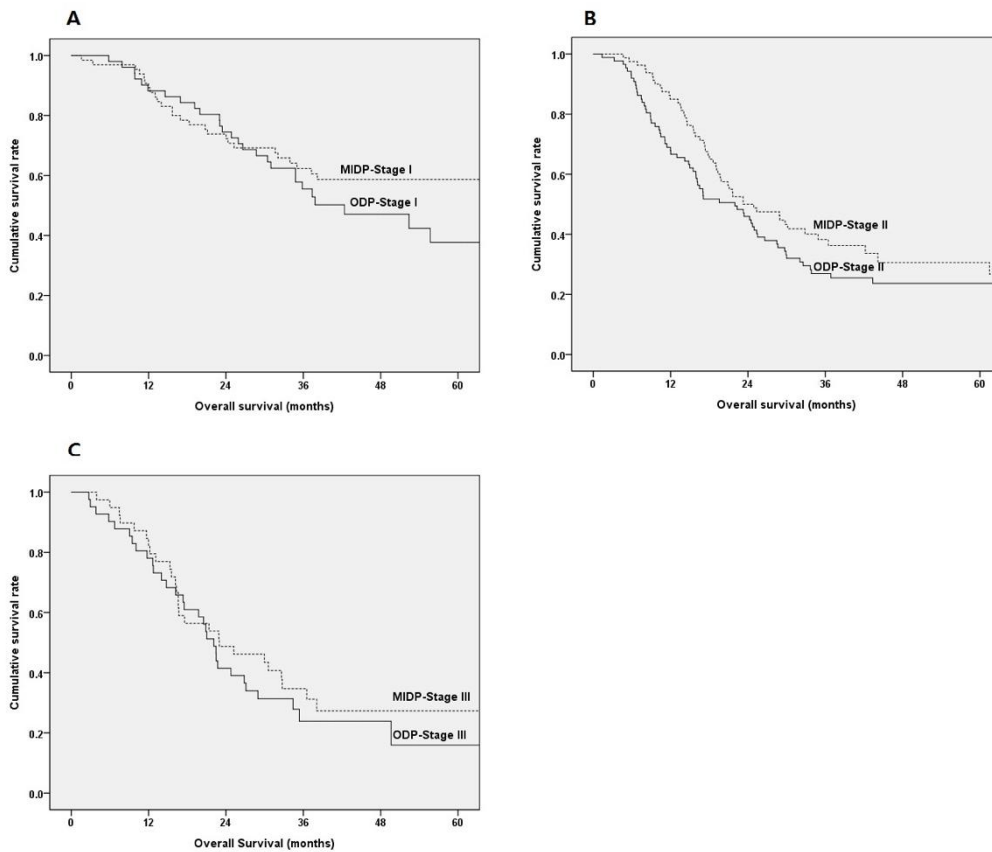 A
Cumulative survival rate
1.0
0.8
0.6
0.4
0.2
0.0
MIDP-Stage I
ODP-Stage I
0 12 24 36 48 60
Overall survival (months)
B
Cumulative survival rate
1.0
0.8
0.6
0.4
0.2
0.0
MIDP-Stage II
ODP-Stage II
0 12 24 36 48 60
Overall survival (months)
C
Cumulative survival rate
1.0
0.8
0.6
0.4
0.2
0.0
MIDP-Stage III
ODP-Stage III
0 12 24 36 48 60
Overall Survival (months)